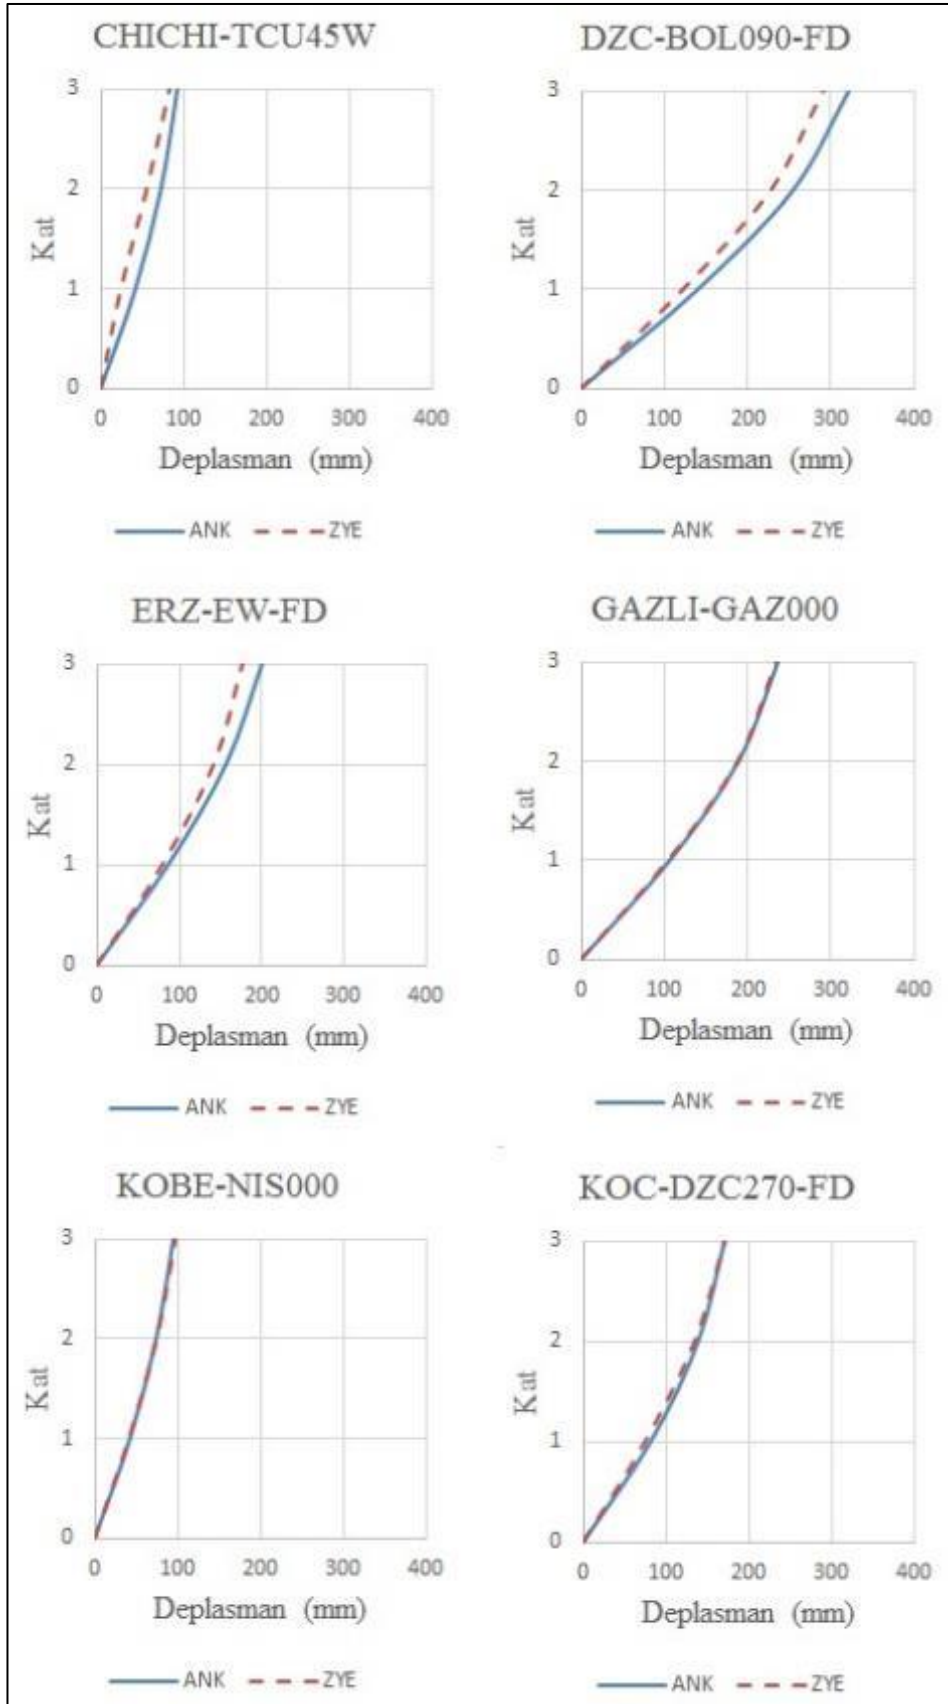 CHICHI-TCU45W
3
2
1
0
Kat
0 100 200 300 400
Deplasman (mm)
ANK ZYE
DZC-BOL090-FD
3
2
1
0
Kat
0 100 200 300 400
Deplasman (mm)
ANK ZYE
ERZ-EW-FD
3
2
1
0
Kat
0 100 200 300 400
Deplasman (mm)
ANK ZYE
GAZLI-GAZ000
3
2
1
0
Kat
0 100 200 300 400
Deplasman (mm)
ANK ZYE
KOBE-NIS000
3
2
1
0
Kat
0 100 200 300 400
Deplasman (mm)
ANK ZYE
KOC-DZC270-FD
3
2
1
0
Kat
0 100 200 300 400
Deplasman (mm)
ANK ZYE